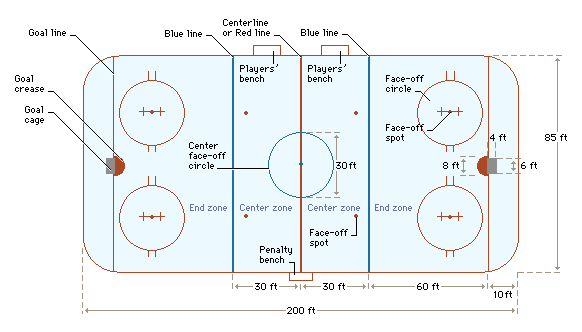 Centerline
or Red line
Goal line
Blue line
Blue line
Players'
bench
Players'
bench
Goal
crease
Face-off
circle
Goal
cage
Face-off
spot
4 ft
85 ft
Center
face-off
circle
30 ft
8 ft
6 ft
End zone
Center zone
Center zone
End zone
Face-off
spot
Penalty
bench
30 ft
30 ft
60 ft
10 ft
200 ft